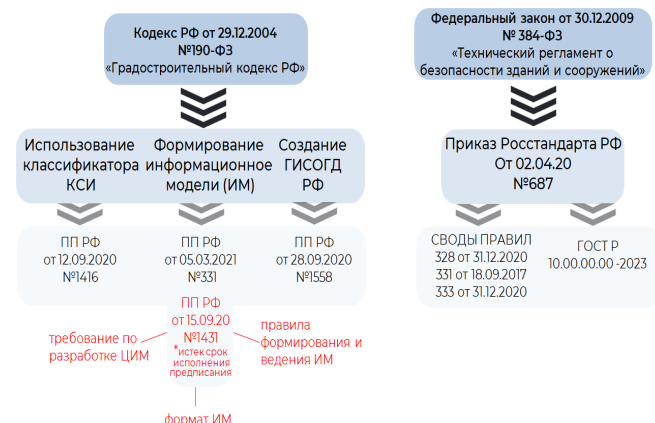 Кодекс РФ от 29.12.2004
№190-ФЗ
«Градостроительный кодекс РФ»
Федеральный закон от 30.12.2009
№ 384-ФЗ
«Технический регламент о
безопасности зданий и сооружений»
Использование
классификатора
КСИ
Формирование
информационное
модели (ИМ)
Создание
ГИСОГД
РФ
Приказ Росстандарта РФ
От 02.04.20
№687
ПП РФ
от 12.09.2020
№1416
ПП РФ
от 05.03.2021
№331
ПП РФ
от 28.09.2020
№1558
СВОДЫ ПРАВИЛ
328 от 31.12.2020
331 от 18.09.2017
333 от 31.12.2020
ГОСТ Р
10.00.00.00 -2023
ПП РФ
от 15.09.20
№1431
*истек срок
исполнения
предписания
требование по
разработке ЦИМ
правила
формирования и
ведения ИМ
формат ИМ